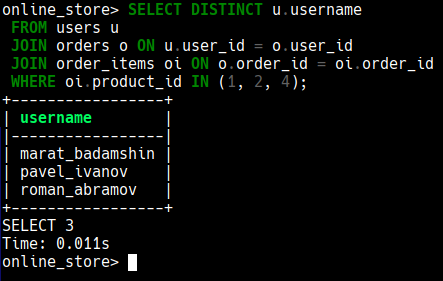 online_store> SELECT DISTINCT u.username
 FROM users u
 JOIN orders o ON u.user_id = o.user_id
 JOIN order_items oi ON o.order_id = oi.order_id
 WHERE oi.product_id IN (1, 2, 4);
+-----------------+
| username        |
|-----------------|
| marat_badamshin |
| pavel_ivanov    |
| roman_abramov   |
+-----------------+
SELECT 3
Time: 0.011s
online_store>